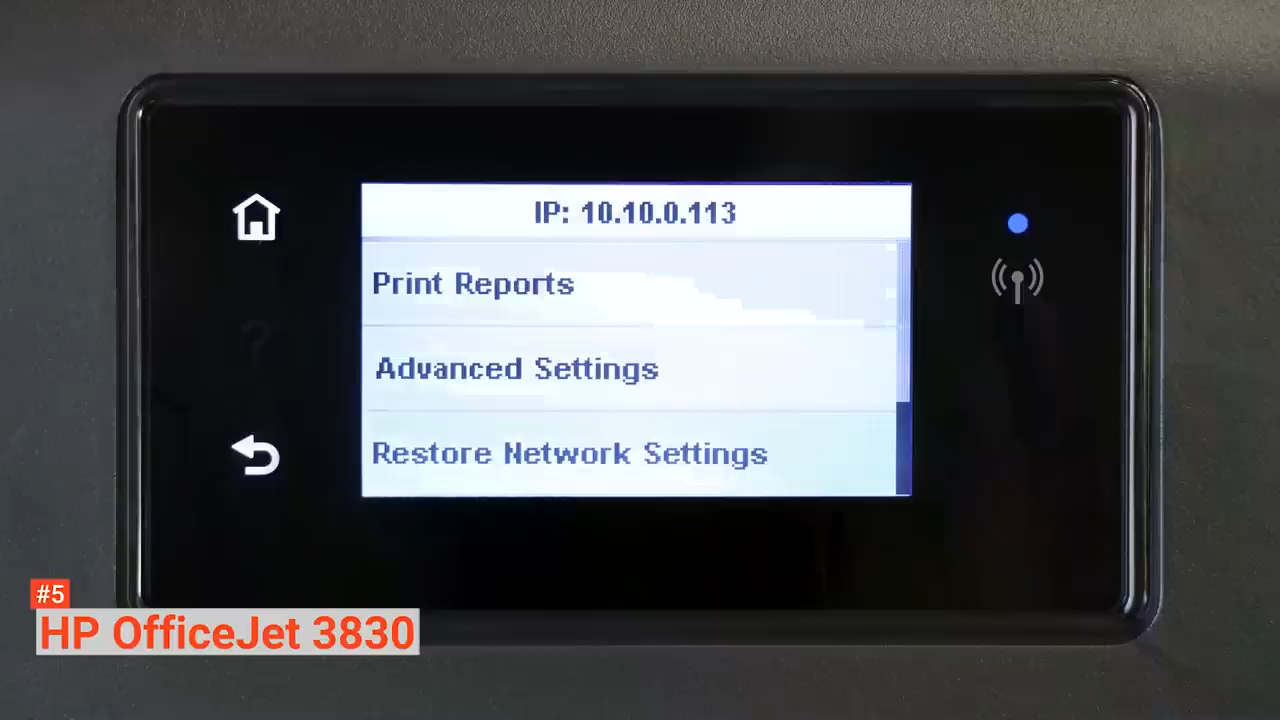 IP: 10.10.0.113
Print Reports
Advanced Settings
Restore Network Settings
?
#5
HP OfficeJet 3830